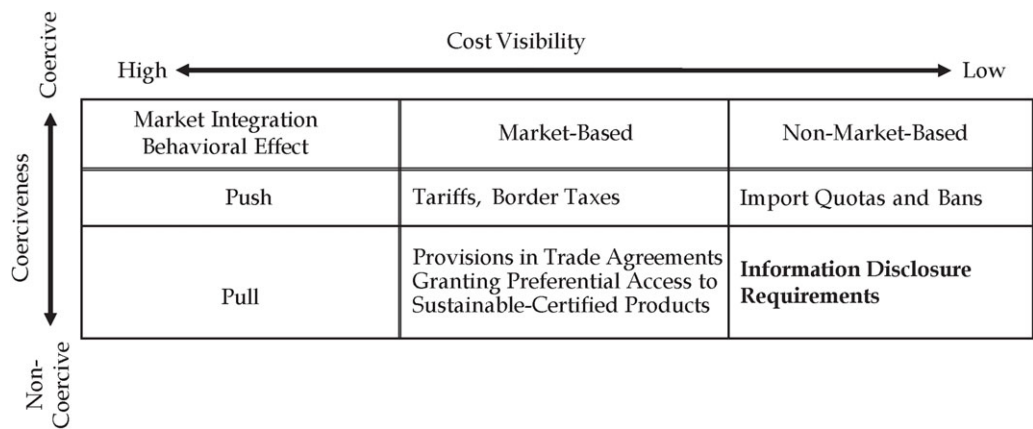 Cost Visibility
High
Low
Coercive
Coerciveness
Non-
Coercive
Market Integration
Behavioral Effect
Market-Based
Non-Market-Based
Push
Tariffs, Border Taxes
Import Quotas and Bans
Pull
Provisions in Trade Agreements
Granting Preferential Access to
Sustainable-Certified Products
Information Disclosure
Requirements